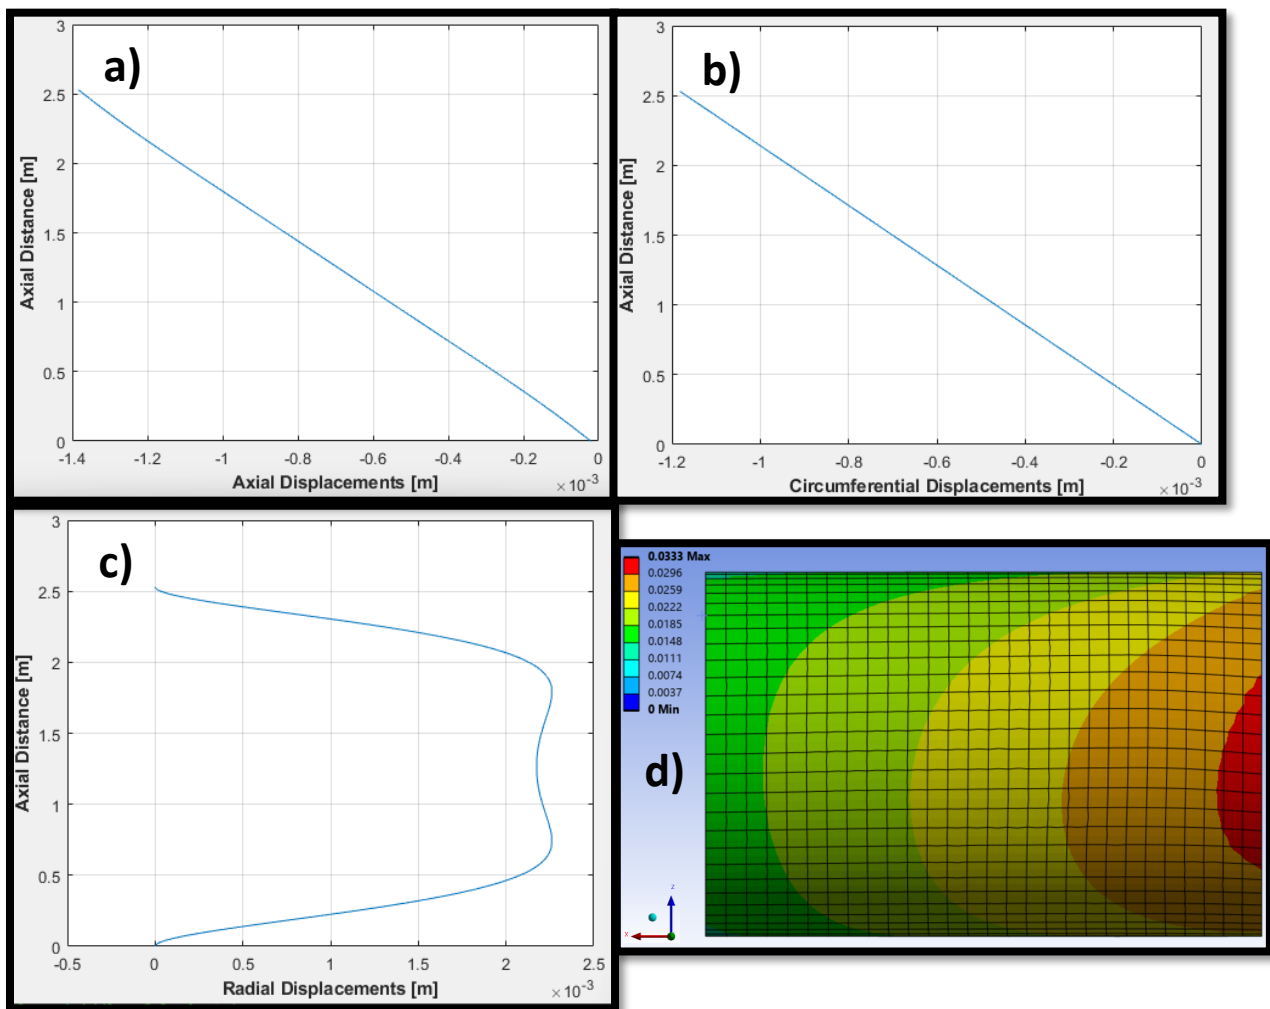 a)
3
2.5
2
1.5
1
0.5
0
Axial Distance [m]
-1.4 -1.2 -1 -0.8 -0.6 -0.4 -0.2 0
Axial Displacements [m]
×10-3
b)
3
2.5
2
1.5
1
0.5
0
Axial Distance [m]
-1.2 -1 -0.8 -0.6 -0.4 -0.2 0
Circumferential Displacements [m]
×10-3
c)
3
2.5
2
1.5
1
0.5
0
Axial Distance [m]
-0.5 0 0.5 1 1.5 2 2.5
Radial Displacements [m]
×10-3
0.0333 Max
0.0296
0.0259
0.0222
0.0185
0.0148
0.0111
0.0074
0.0037
0 Min
d)
z
x